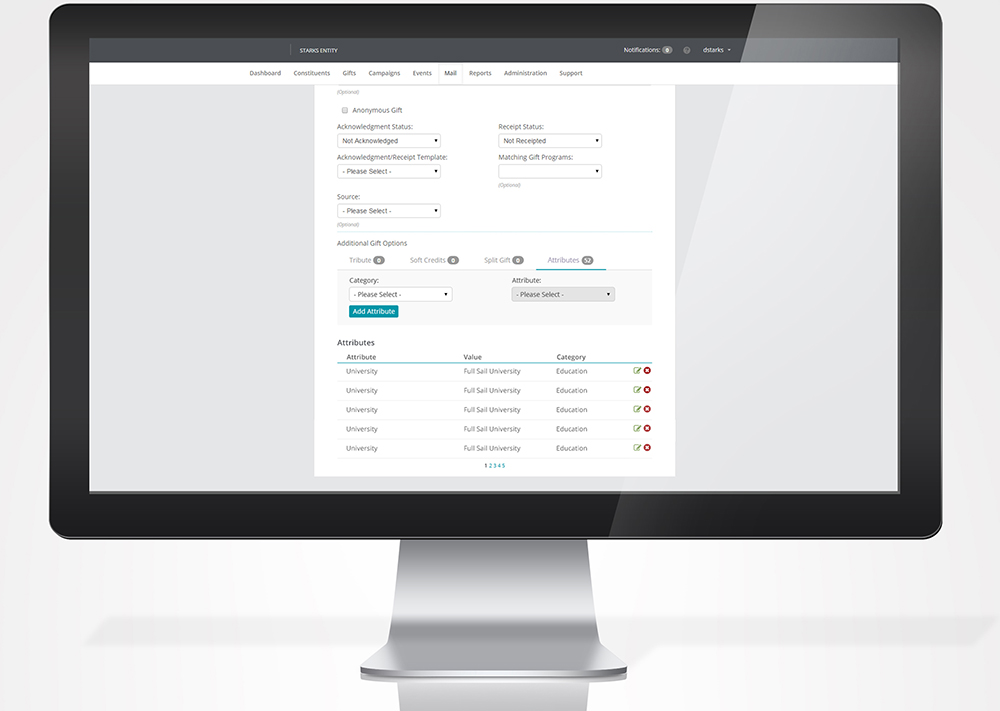 STARKS ENTITY Notifications: 0 ? dstarks
Dashboard Constituents Gifts Campaigns Events Mail Reports Administration Support
(Optional)
Anonymous Gift
Acknowledgment Status: Receipt Status:
Not Acknowledged Not Receipted
Acknowledgment/Receipt Template: Matching Gift Programs:
- Please Select -
(Optional)
Source:
- Please Select -
(Optional)
Additional Gift Options
Tribute 0 Soft Credits 0 Split Gift 0 Attributes 52
Category: Attribute:
- Please Select - - Please Select -
Add Attribute
Attributes
Attribute Value Category
University Full Sail University Education
University Full Sail University Education
University Full Sail University Education
University Full Sail University Education
University Full Sail University Education
1 2 3 4 5